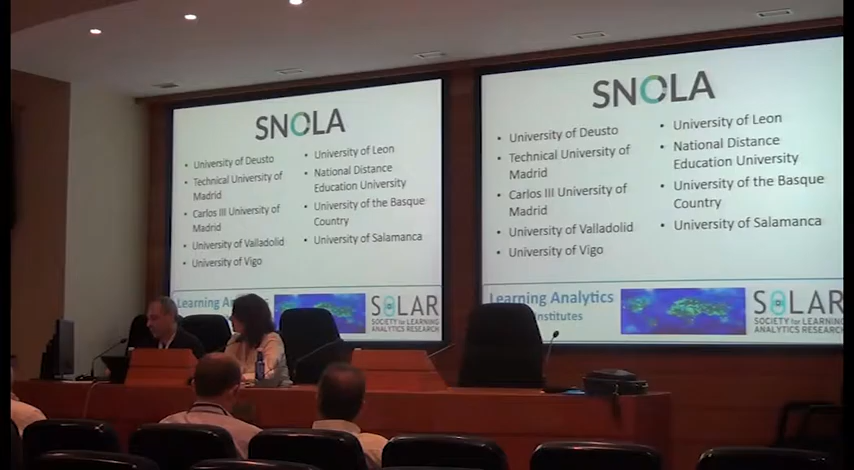 SNOLA
• University of Deusto
• Technical University of
Madrid
• Carlos III University of
Madrid
• University of Valladolid
• University of Vigo
• University of Leon
• National Distance
Education University
• University of the Basque
Country
• University of Salamanca
Learning
SOLAR
SOCIETY for LEARNING
ANALYTICS RESEARCH
SNOLA
• University of Deusto
• Technical University of
Madrid
• Carlos III University of
Madrid
• University of Valladolid
• University of Vigo
• University of Leon
• National Distance
Education University
• University of the Basque
Country
• University of Salamanca
Learning Analytics
Institutes
SOLAR
SOCIETY for LEARNING
ANALYTICS RESEARCH